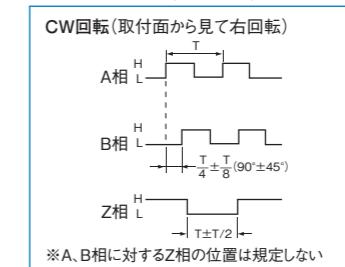 CW回転(取付面から見て右回転)
T
A相 H L
B相 H L
T/4±T/8(90°±45°)
Z相 H L
T±T/2
※A、B相に対するZ相の位置は規定しない